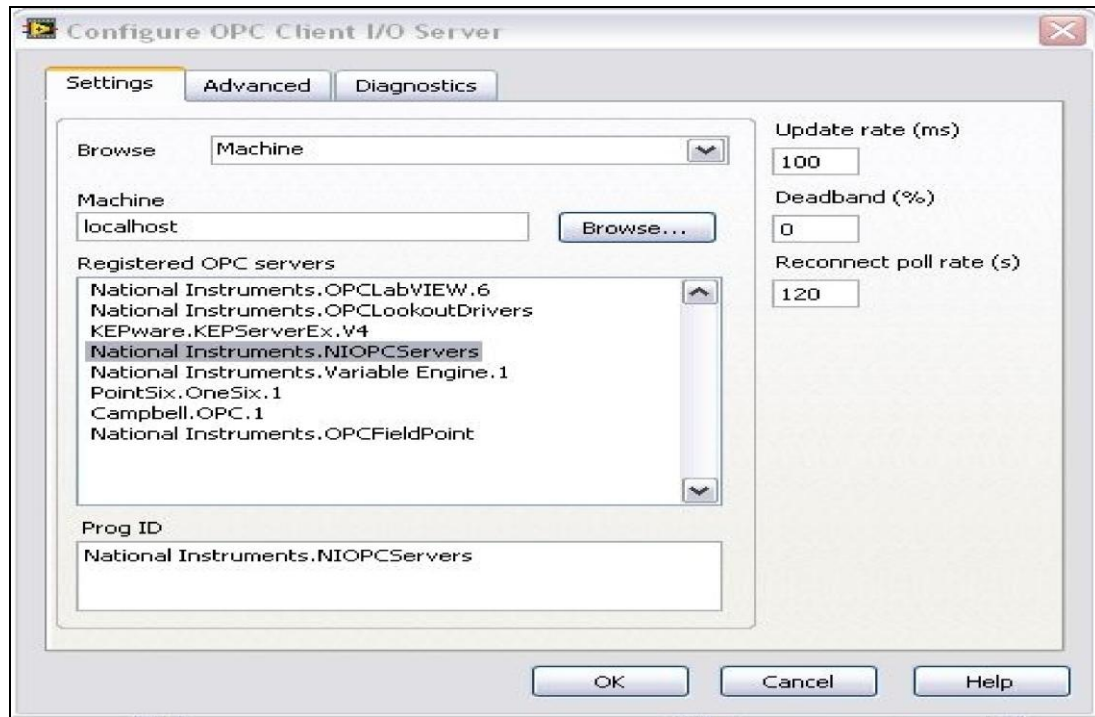 Configure OPC Client I/O Server
Settings Advanced Diagnostics
Browse Machine
Machine
localhost Browse...
Registered OPC servers
National Instruments.OPCLabVIEW.6
National Instruments.OPCLookoutDrivers
KEPware.KEPServerEx.V4
National Instruments.NIOPCServers
National Instruments.Variable Engine.1
PointSix.OneSix.1
Campbell.OPC.1
National Instruments.OPCFieldPoint
Prog ID
National Instruments.NIOPCServers
Update rate (ms)
100
Deadband (%)
0
Reconnect poll rate (s)
120
OK Cancel Help